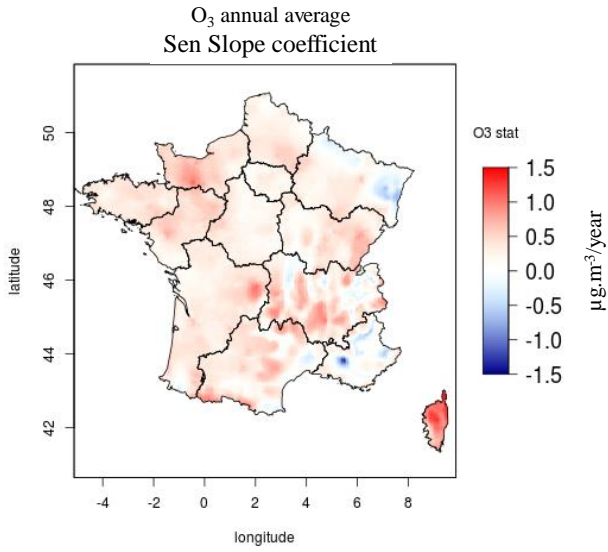 O₃ annual average
Sen Slope coefficient
O3 stat
1.5
1.0
0.5
0.0
-0.5
-1.0
-1.5
µg.m⁻³/year
latitude
50
48
46
44
42
-4 -2 0 2 4 6 8
longitude